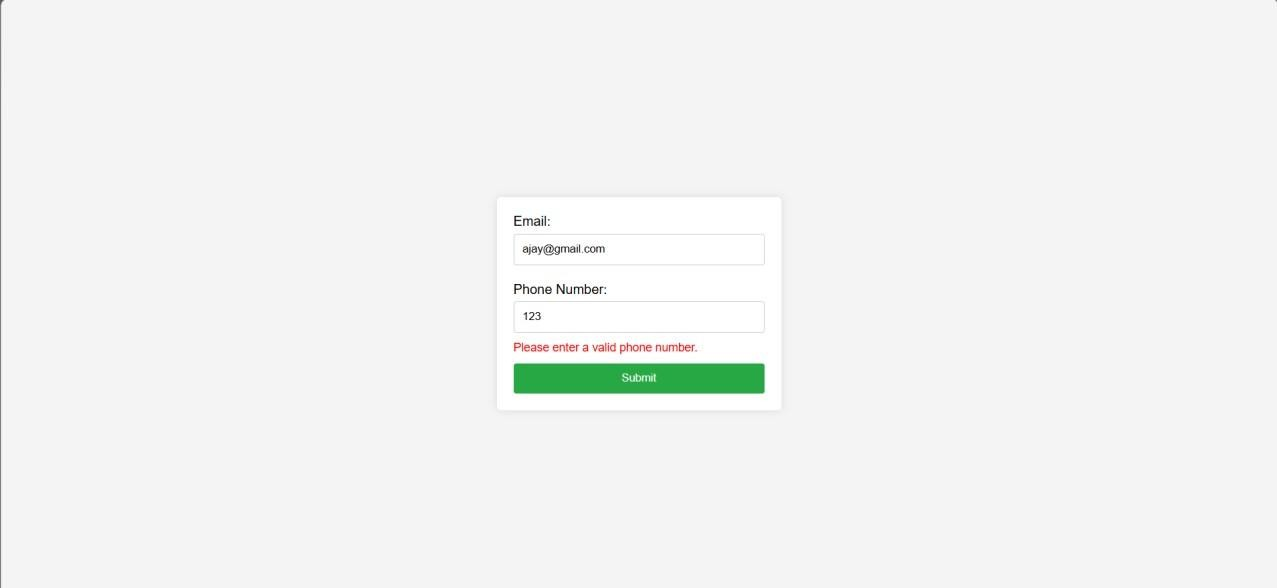 Email:
ajay@gmail.com
Phone Number:
123
Please enter a valid phone number.
Submit